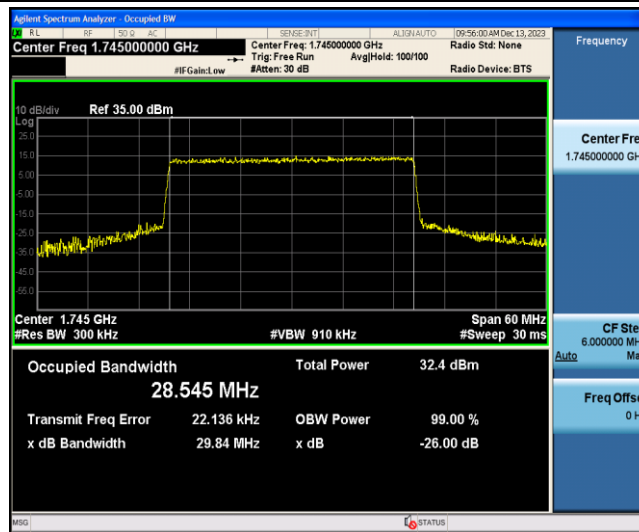 Agilent Spectrum Analyzer - Occupied BW
RL RF 50 Ω AC SENSE:INT ALIGNAUTO 09:56:00 AM Dec 13, 2023
Center Freq 1.745000000 GHz
Center Freq: 1.745000000 GHz
Radio Std: None
Trig: Free Run Avg|Hold: 100/100
#IFGain:Low
#Atten: 30 dB
Radio Device: BTS
Frequency
10 dB/div Ref 35.00 dBm
Log
25.0
15.0
5.00
-5.00
-15.0
-25.0
-35.0
-45.0
-55.0
Center 1.745 GHz Span 60 MHz
#Res BW 300 kHz #VBW 910 kHz #Sweep 30 ms
Occupied Bandwidth Total Power 32.4 dBm
28.545 MHz
Transmit Freq Error 22.136 kHz OBW Power 99.00 %
x dB Bandwidth 29.84 MHz x dB -26.00 dB
Center Fre
1.745000000 GH
CF Ste
6.000000 MH
Auto Ma
Freq Offse
0 H
MSG STATUS